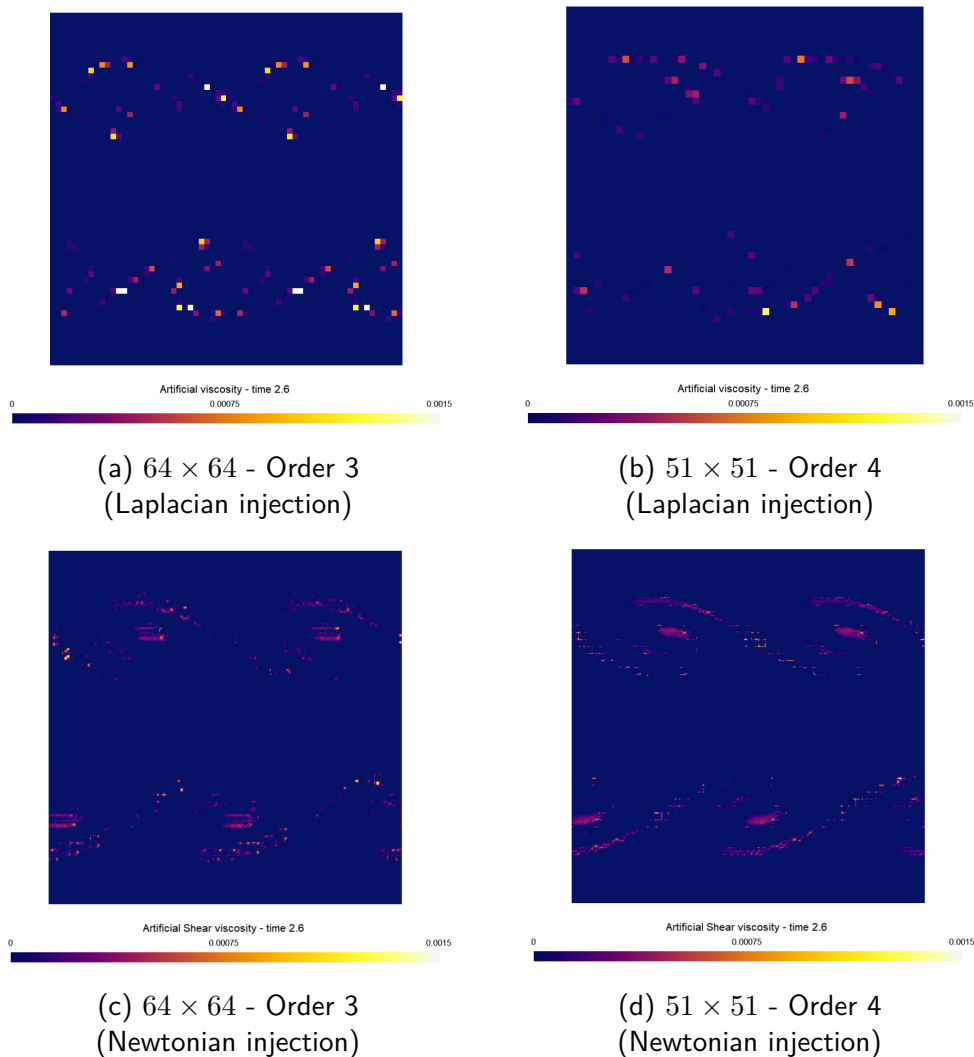 Artificial viscosity - time 2.6
0 0.00075 0.0015
(a) 64 × 64 - Order 3
(Laplacian injection)
Artificial viscosity - time 2.6
0 0.00075 0.0015
(b) 51 × 51 - Order 4
(Laplacian injection)
Artificial Shear viscosity - time 2.6
0 0.00075 0.0015
(c) 64 × 64 - Order 3
(Newtonian injection)
Artificial Shear viscosity - time 2.6
0 0.00075 0.0015
(d) 51 × 51 - Order 4
(Newtonian injection)